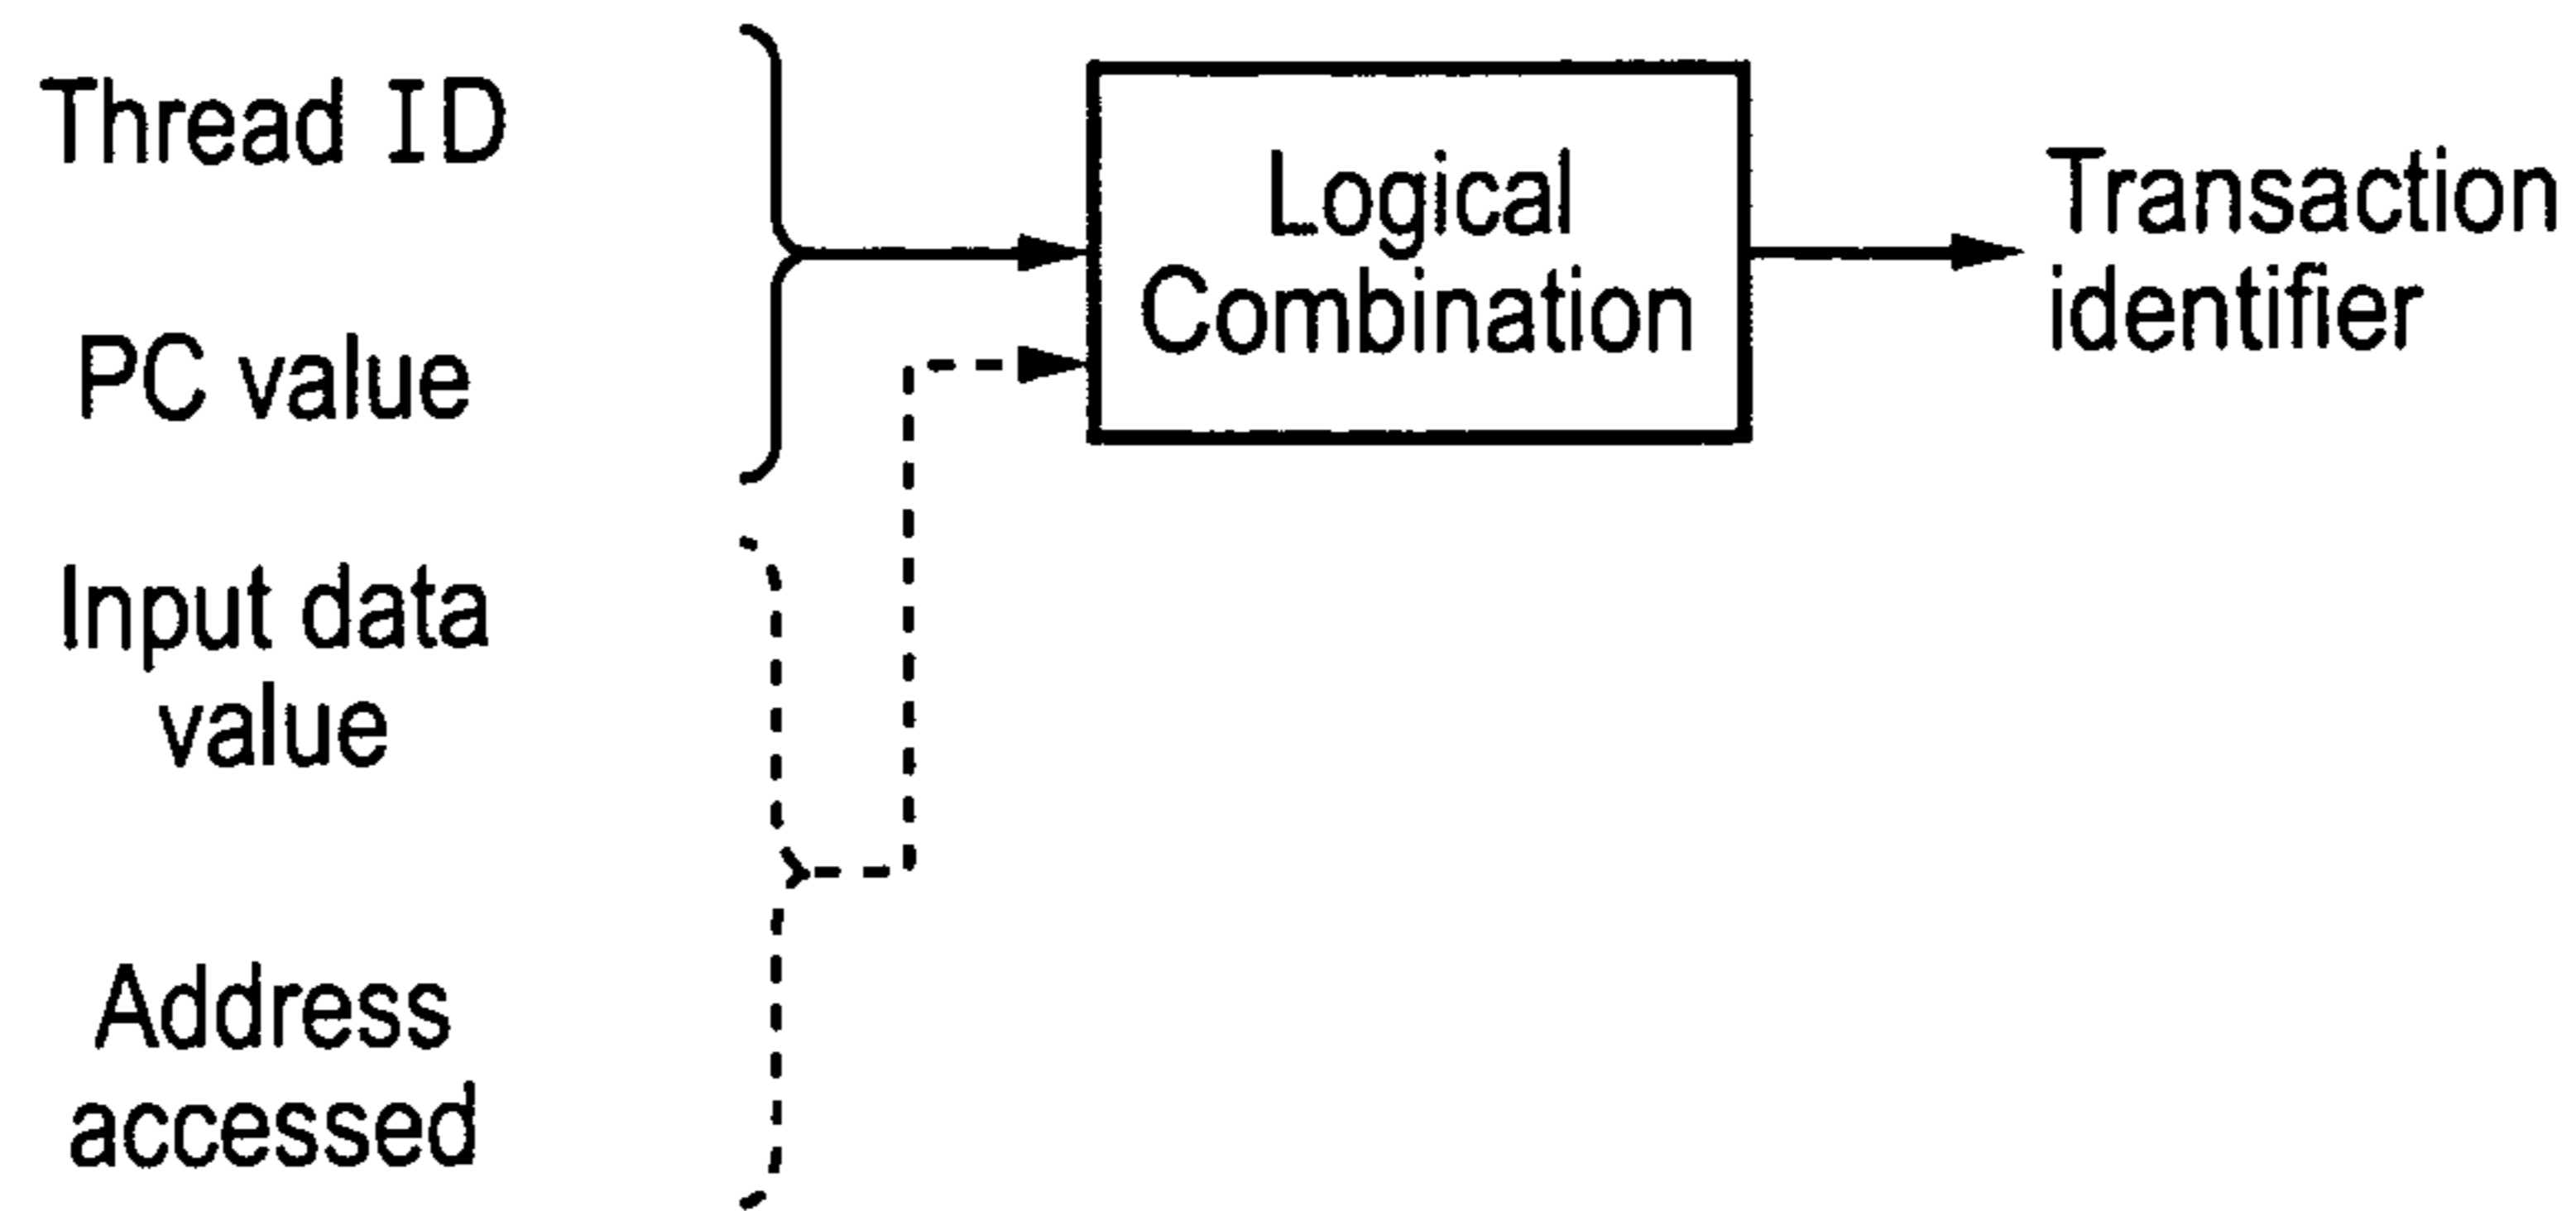 Thread ID
PC value
Input data
value
Address
accessed
Logical
Combination
Transaction
identifier